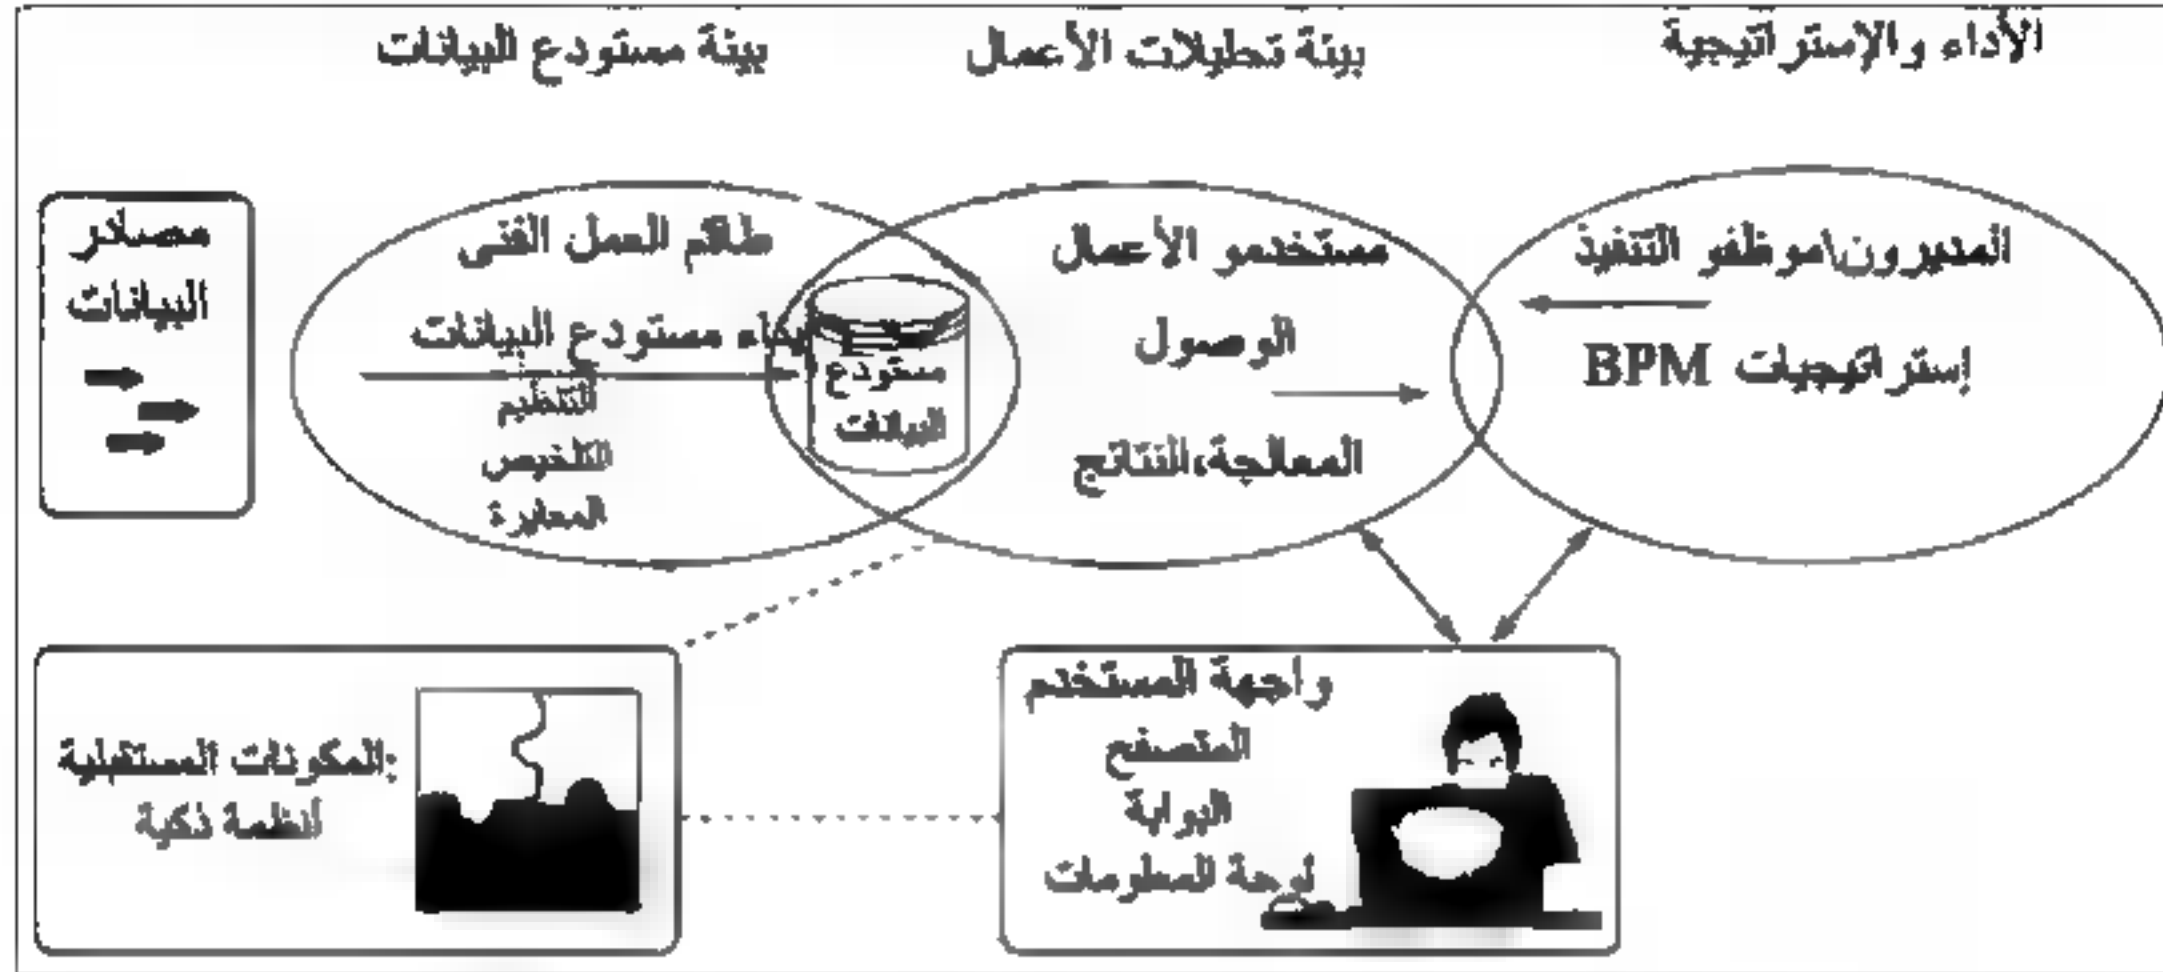 الأداء والإستراتيجية
بيئة تحليلات الأعمال
بيئة مستودع البيانات
المديرون\موظفو التنفيذ
إستراتيجيات BPM
مستخدمو الأعمال
الوصول
المعالجة،النتائج
طاقم العمل الفنى
بناء مستودع البيانات
التنظيم
التلخيص
المعايرة
مستودع
البيانات
مصادر
البيانات
واجهة المستخدم
المتصفح
البوابة
لوحة المعلومات
المكونات المستقبلية:
أنظمة ذكية